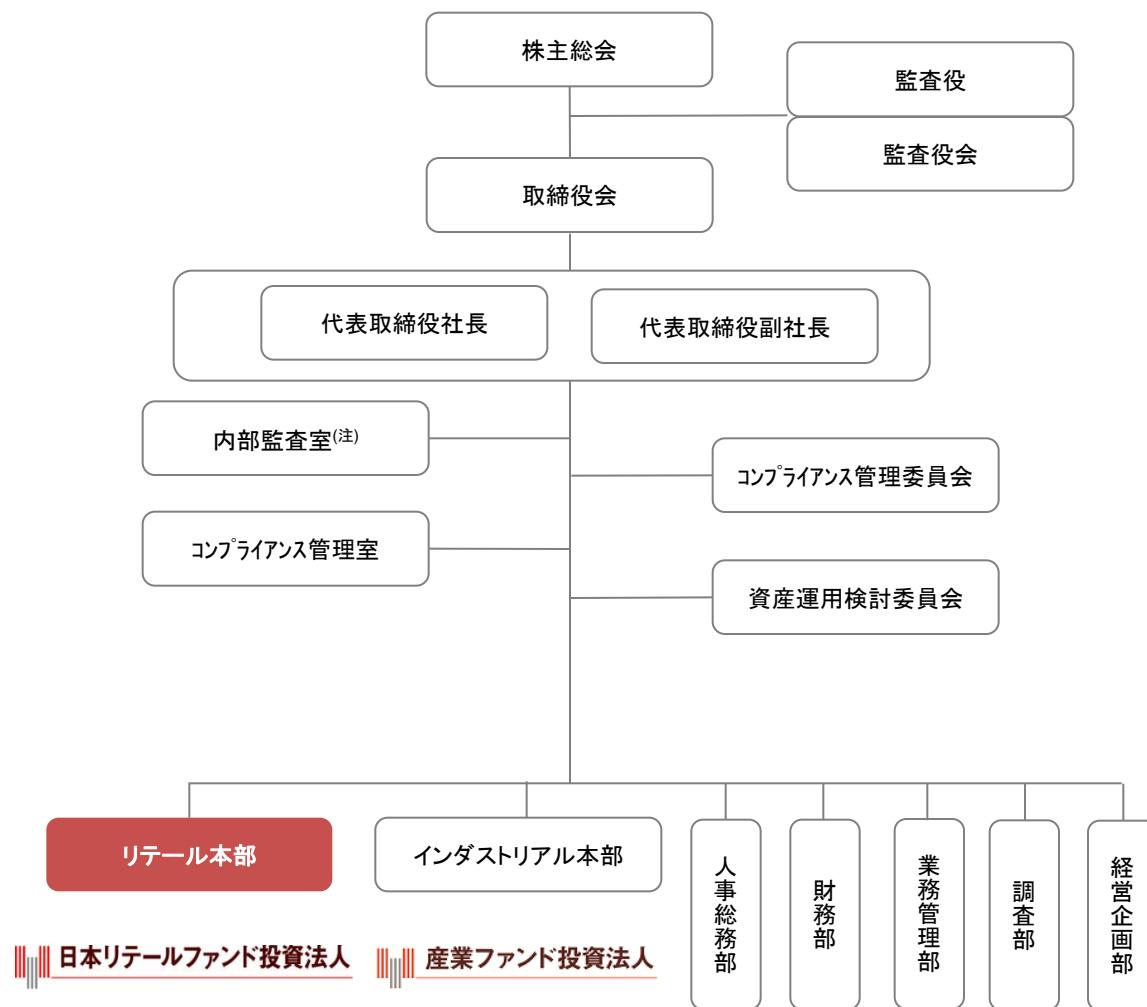 株主総会
監査役
監査役会
取締役会
代表取締役社長
代表取締役副社長
内部監査室(注)
コンプライアンス管理委員会
コンプライアンス管理室
資産運用検討委員会
リテール本部
インダストリアル本部
人事総務部
財務部
業務管理部
調査部
経営企画部
日本リテールファンド投資法人
産業ファンド投資法人